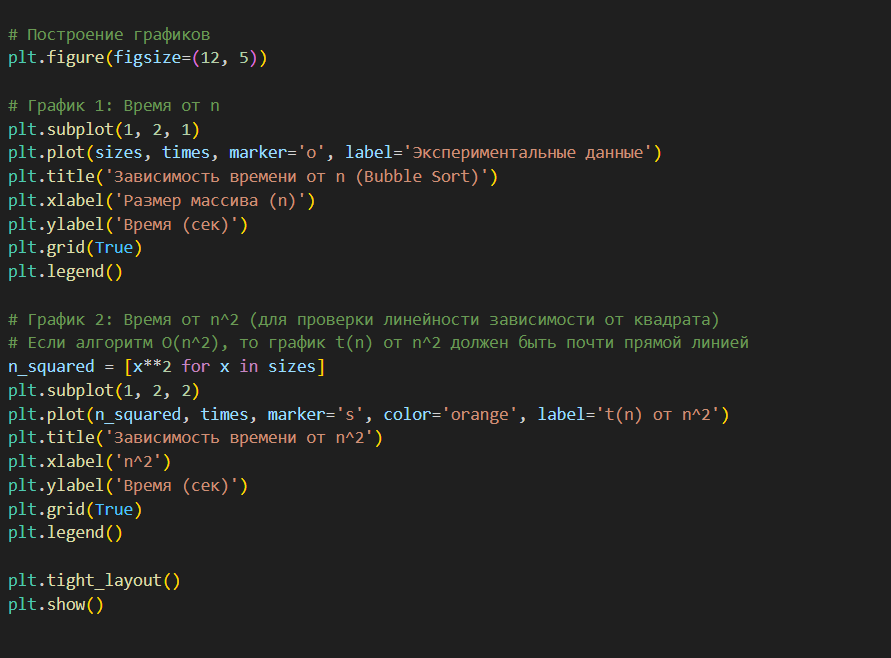 # Построение графиков
plt.figure(figsize=(12, 5))
# График 1: Время от n
plt.subplot(1, 2, 1)
plt.plot(sizes, times, marker='o', label='Экспериментальные данные')
plt.title('Зависимость времени от n (Bubble Sort)')
plt.xlabel('Размер массива (n)')
plt.ylabel('Время (сек)')
plt.grid(True)
plt.legend()
# График 2: Время от n^2 (для проверки линейности зависимости от квадрата)
# Если алгоритм O(n^2), то график t(n) от n^2 должен быть почти прямой линией
n_squared = [x**2 for x in sizes]
plt.subplot(1, 2, 2)
plt.plot(n_squared, times, marker='s', color='orange', label='t(n) от n^2')
plt.title('Зависимость времени от n^2')
plt.xlabel('n^2')
plt.ylabel('Время (сек)')
plt.grid(True)
plt.legend()
plt.tight_layout()
plt.show()